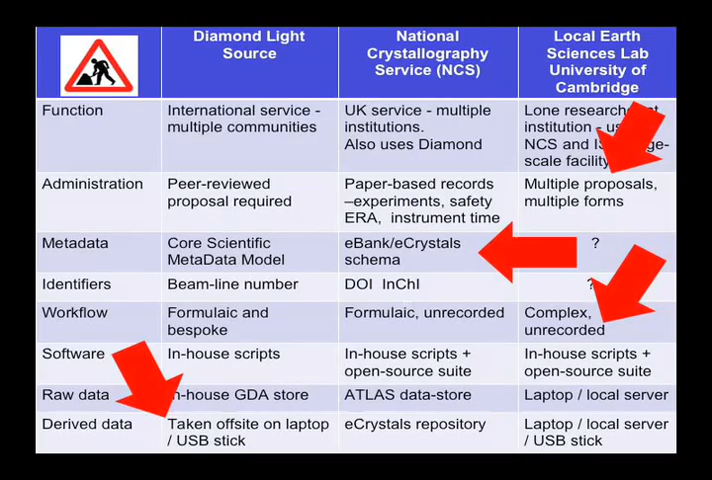 Diamond Light
Source
National
Crystallography
Service (NCS)
Local Earth
Sciences Lab
University of
Cambridge
Function
International service -
multiple communities
UK service - multiple
institutions.
Also uses Diamond
Lone researcher
institution -
NCS and
scale facility
Administration
Peer-reviewed
proposal required
Paper-based records
–experiments, safety
ERA, instrument time
Multiple proposals,
multiple forms
Metadata
Core Scientific
MetaData Model
eBank/eCrystals
schema
?
Identifiers
Beam-line number
DOI InChI
?
Workflow
Formulaic and
bespoke
Formulaic, unrecorded
Complex,
unrecorded
Software
In-house scripts
In-house scripts +
open-source suite
In-house scripts +
open-source suite
Raw data
In-house GDA store
ATLAS data-store
Laptop / local server
Derived data
Taken offsite on laptop
/ USB stick
eCrystals repository
Laptop / local server
/ USB stick